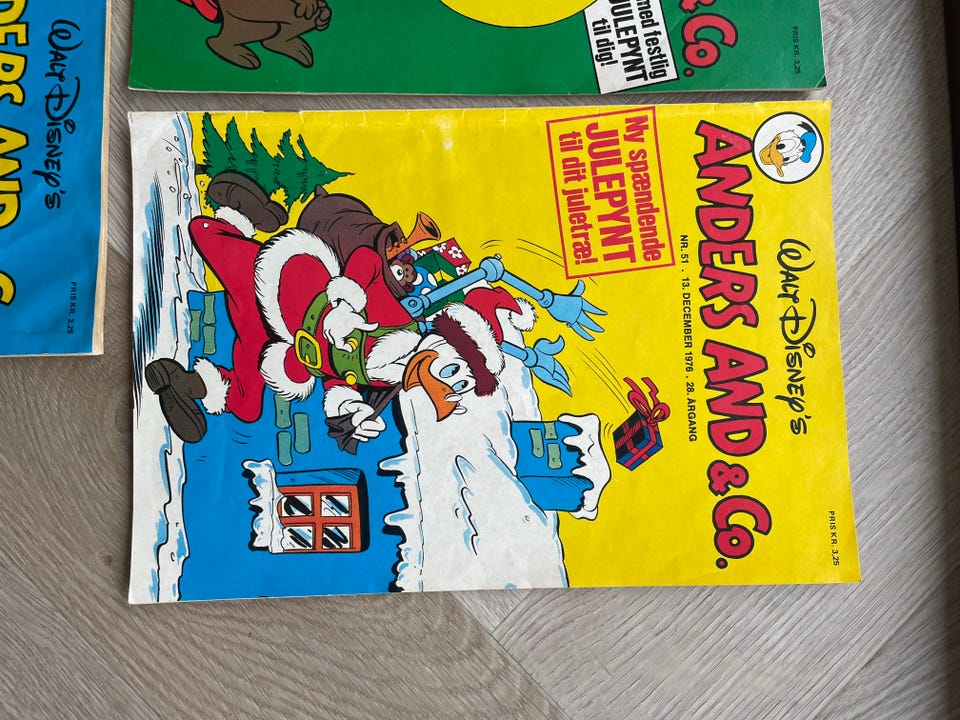 WALT DISNEY'S
ANDERS AND & Co.
NR. 51 . 13. DECEMBER 1976 . 28. ÅRGANG
PRIS KR. 3,25
Ny spændende
JULEPYNT
til dit juletræ!
& Co.
PRIS KR. 3,25
med festlig
JULEPYNT
til dig!
WALT DISNEY'S
DERS AND
PRIS KR. 3,25